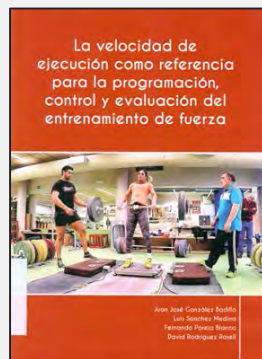 La velocidad de
ejecución como referencia
para la programación,
control y evaluación del
entrenamiento de fuerza
Juan José González Badillo
Luis Sánchez Medina
Fernando Pareja Blanco
David Rodríguez Rosell